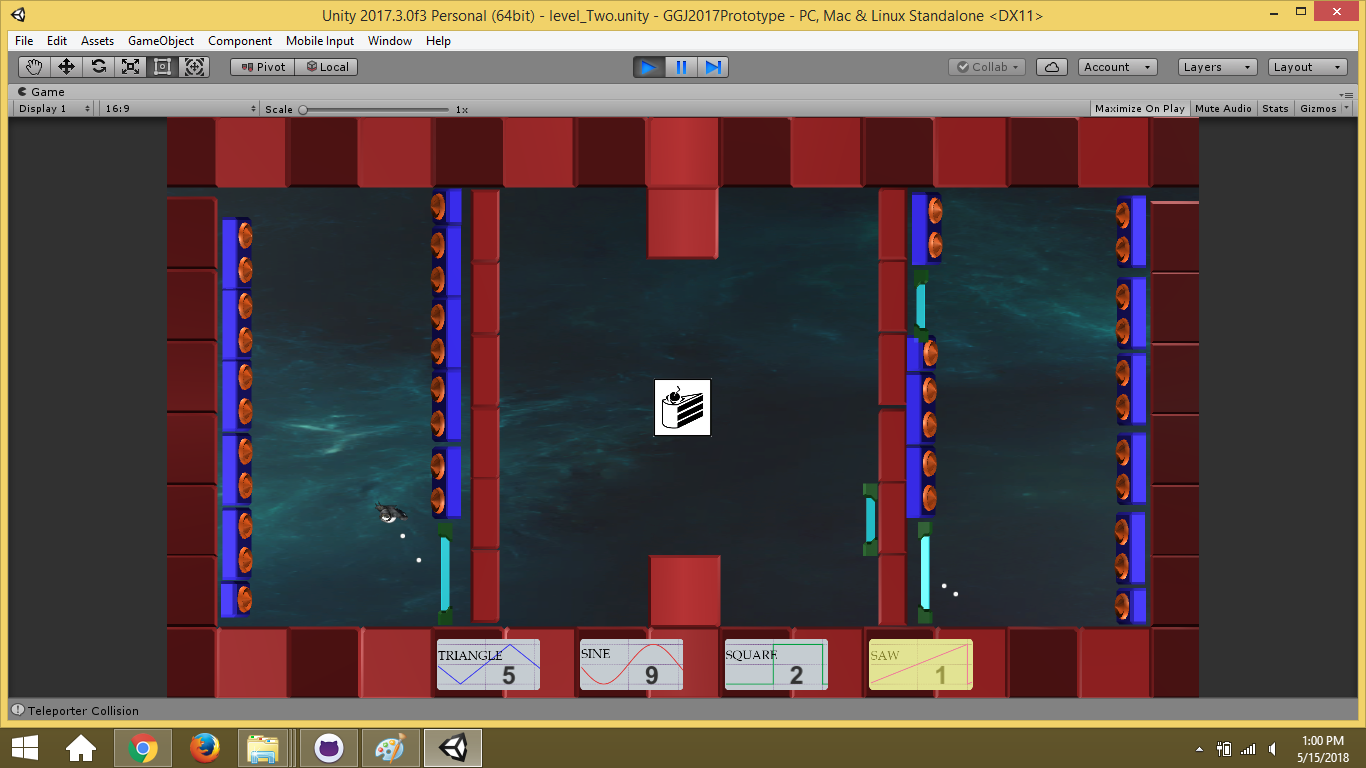 Unity 2017.3.0f3 Personal (64bit) - level_Two.unity - GGJ2017Prototype - PC, Mac & Linux Standalone <DX11>
File Edit Assets GameObject Component Mobile Input Window Help
Pivot Local Collab Account Layers Layout
Game
Display 1 16:9 Scale 1x Maximize On Play Mute Audio Stats Gizmos
TRIANGLE 5 SINE 9 SQUARE 2 SAW 1
Teleporter Collision
1:00 PM
5/15/2018